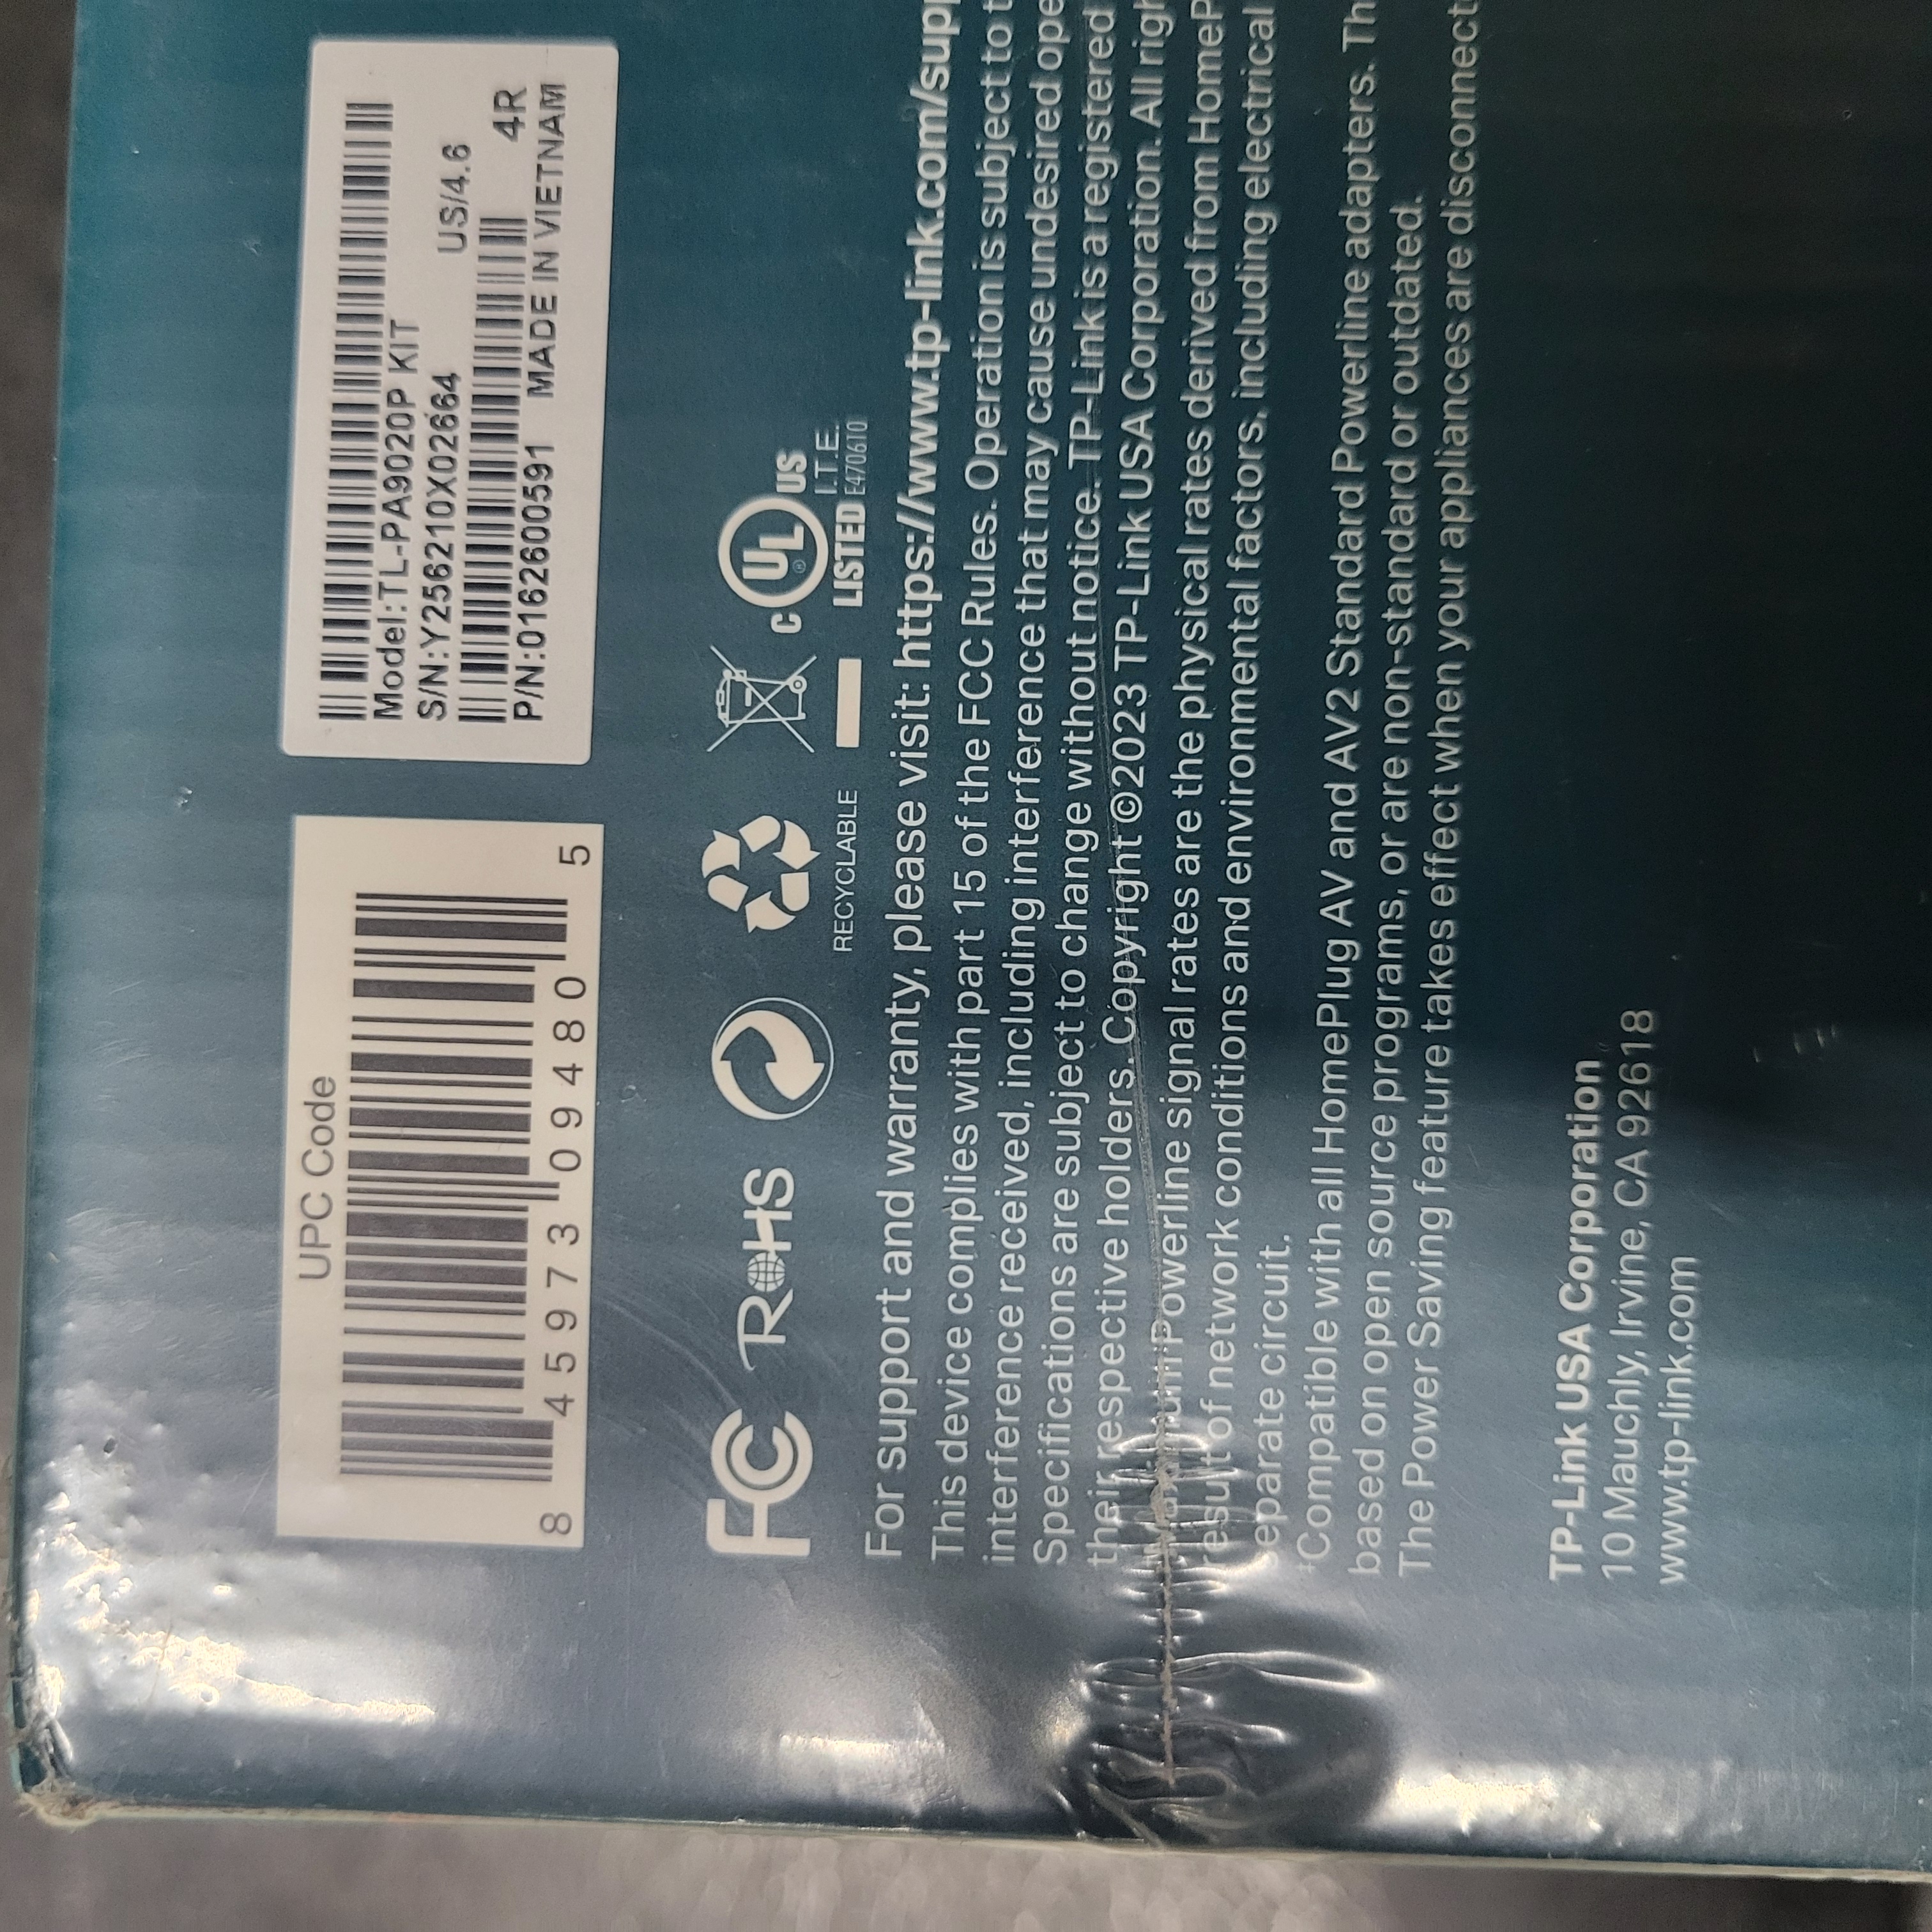 UPC Code
8 45973 09480 5
Model:TL-PA9020P KIT
S/N:Y256210X02664 US/4.6
P/N:0162600591 MADE IN VIETNAM
4R
FC RoHS
RECYCLABLE
C UL ® US
LISTED I.T.E.
E470610
For support and warranty, please visit: https://www.tp-link.com/supp
This device complies with part 15 of the FCC Rules. Operation is subject to t
interference received, including interference that may cause undesired ope
Specifications are subject to change without notice. TP-Link is a registered
their respective holders. Copyright ©2023 TP-Link USA Corporation. All righ
Powerline signal rates are the physical rates derived from HomeP
result of network conditions and environmental factors, including electrical
separate circuit.
Compatible with all HomePlug AV and AV2 Standard Powerline adapters. Th
based on open source programs, or are non-standard or outdated.
The Power Saving feature takes effect when your appliances are disconnect
TP-Link USA Corporation
10 Mauchly, Irvine, CA 92618
www.tp-link.com